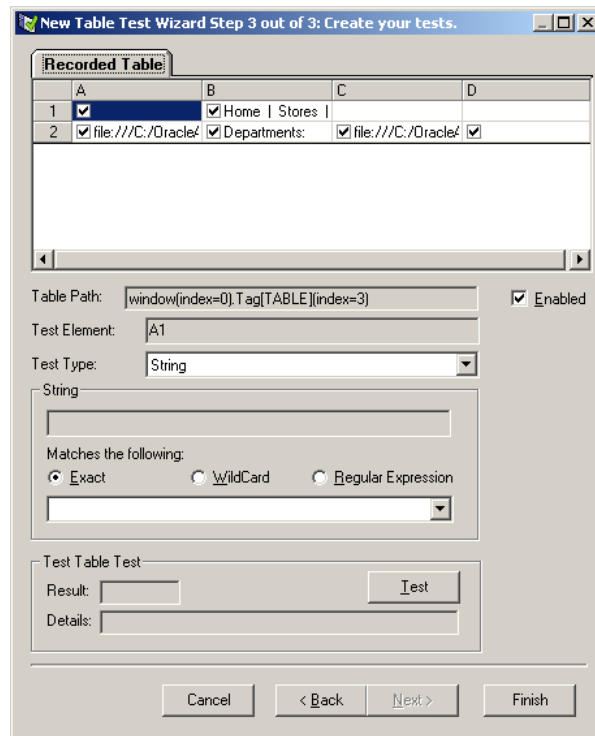 New Table Test Wizard Step 3 out of 3: Create your tests.
Recorded Table
A B C D
1 Home | Stores |
2 file:///C:/Oracle/ Departments: file:///C:/Oracle/
Table Path: window(index=0).Tag[TABLE](index=3) Enabled
Test Element: A1
Test Type: String
String
Matches the following:
Exact WildCard Regular Expression
Test Table Test
Result: Test
Details:
Cancel < Back Next > Finish